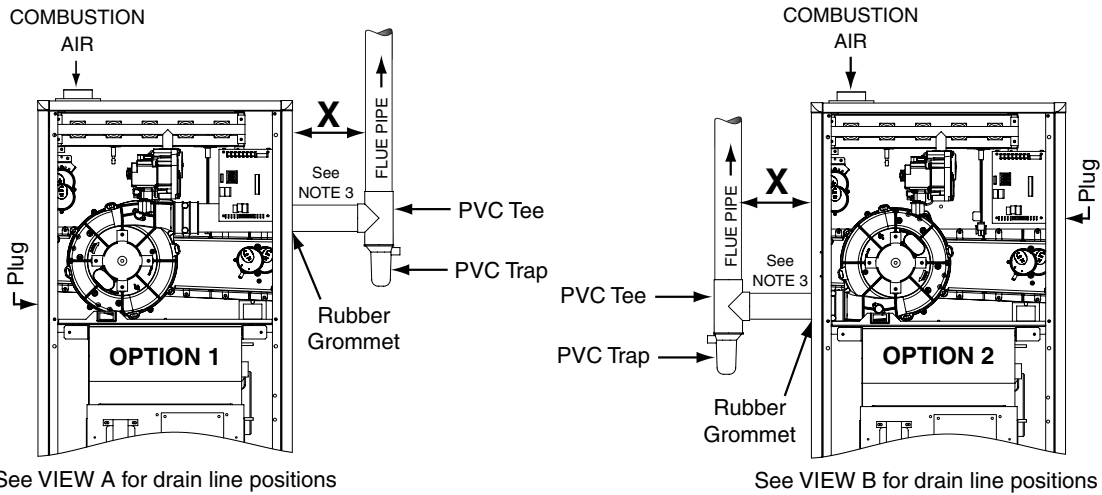 COMBUSTION
AIR
X
FLUE PIPE
See
NOTE 3
PVC Tee
PVC Trap
Plug
Rubber
Grommet
OPTION 1
See VIEW A for drain line positions
COMBUSTION
AIR
X
FLUE PIPE
See
NOTE 3
Plug
PVC Tee
PVC Trap
Rubber
Grommet
OPTION 2
See VIEW B for drain line positions